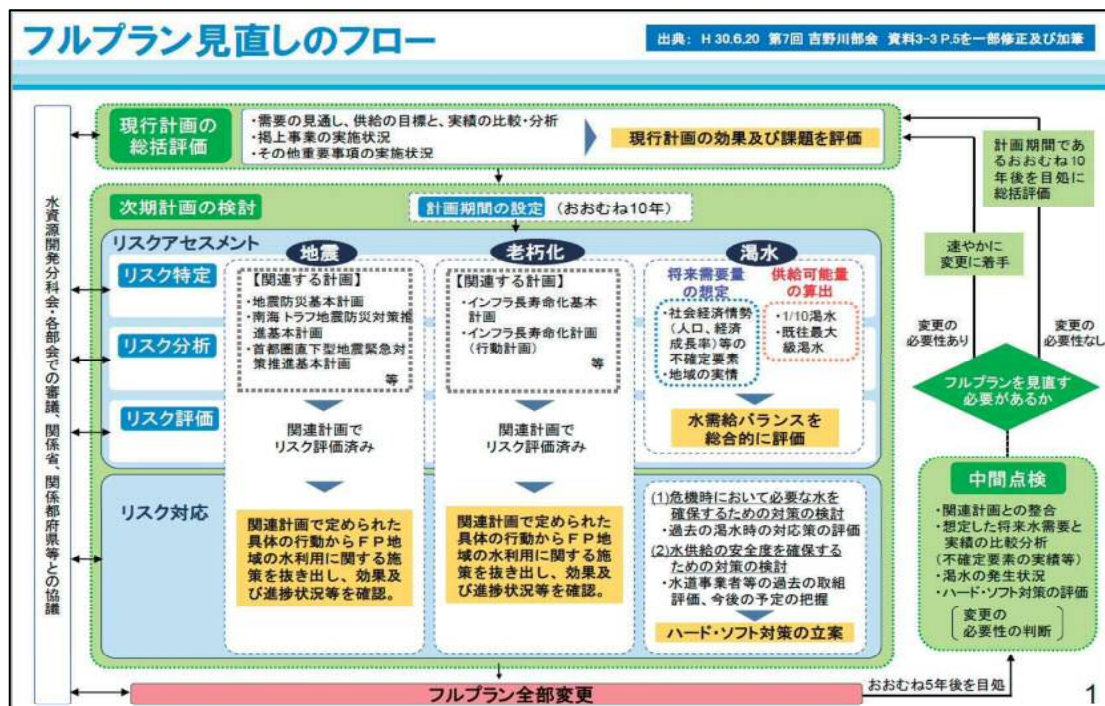 フルプラン見直しのフロー
出典： H 30.6.20 第7回 吉野川部会 資料3-3 P.5を一部修正及び加筆
水資源開発分科会・各部会での審議、関係省、関係都府県等との協議
現行計画の
総括評価
・需要の見通し、供給の目標と、実績の比較・分析
・掲上事業の実施状況
・その他重要事項の実施状況
現行計画の効果及び課題を評価
次期計画の検討
計画期間の設定 （おおむね10年）
リスクアセスメント
リスク特定
リスク分析
リスク評価
リスク対応
地震
【関連する計画】
・地震防災基本計画
・南海トラフ地震防災対策推
進基本計画
・首都圏直下型地震緊急対
策推進基本計画
等
関連計画で
リスク評価済み
関連計画で定められた
具体の行動からＦＰ地
域の水利用に関する施
策を抜き出し、効果及
び進捗状況等を確認。
老朽化
【関連する計画】
・インフラ長寿命化基本
計画
・インフラ長寿命化計画
（行動計画）
等
関連計画で
リスク評価済み
関連計画で定められた
具体の行動からＦＰ地
域の水利用に関する施
策を抜き出し、効果及
び進捗状況等を確認。
渇水
将来需要量
の想定
・社会経済情勢
（人口、経済
成長率）等の
不確定要素
・地域の実情
供給可能量
の算出
・1/10渇水
・既往最大
級渇水
水需給バランスを
総合的に評価
(1)危機時において必要な水を
確保するための対策の検討
・過去の渇水時の対応策の評価
(2)水供給の安全度を確保する
ための対策の検討
・水道事業者等の過去の取組
評価、今後の予定の把握
ハード・ソフト対策の立案
フルプラン全部変更
おおむね5年後を目処
計画期間であ
るおおむね10
年後を目処に
総括評価
速やかに
変更に着手
変更の
必要性あり
変更の
必要性なし
フルプランを見直す
必要があるか
中間点検
・関連計画との整合
・想定した将来水需要と
実績の比較分析
（不確定要素の実績等）
・渇水の発生状況
・ハード・ソフト対策の評価
変更の
必要性の判断
1